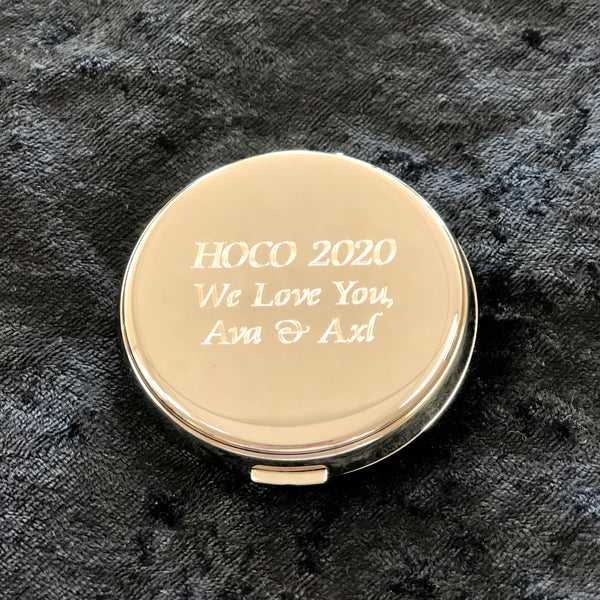 HOCO 2020
We Love You,
Ava & Axl